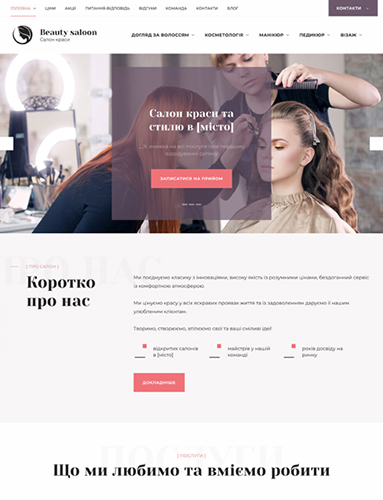 ГОЛОВНА ЦІНИ АКЦІЇ ПИТАННЯ-ВІДПОВІДЬ ВІДГУКИ КОМАНДА КОНТАКТИ БЛОГ КОНТАКТИ
Beauty saloon
Салон краси
ДОГЛЯД ЗА ВОЛОССЯМ КОСМЕТОЛОГІЯ МАНІКЮР ПЕДИКЮР ВІЗАЖ
Салон краси та
стилю в [місто]
ЗАПИСАТИСЯ НА ПРИЙОМ
ПРО НАС
[ ПРО САЛОН ]
Коротко
про нас
Ми поєднуємо класику з інноваціями, високу якість із розумними цінами, бездоганний сервіс
із комфортною атмосферою.
Ми цінуємо красу у всіх яскравих проявах життя та із задоволенням даруємо її нашим
улюбленим клієнтам.
Творимо, створюємо, втілюємо свої та ваші сміливі ідеї!
відкритих салонів
в [місто]
майстрів у нашій
команді
років досвіду на
ринку
ДОКЛАДНІШЕ
ПОСЛУГИ
[ ПОСЛУГИ ]
Що ми любимо та вміємо робити